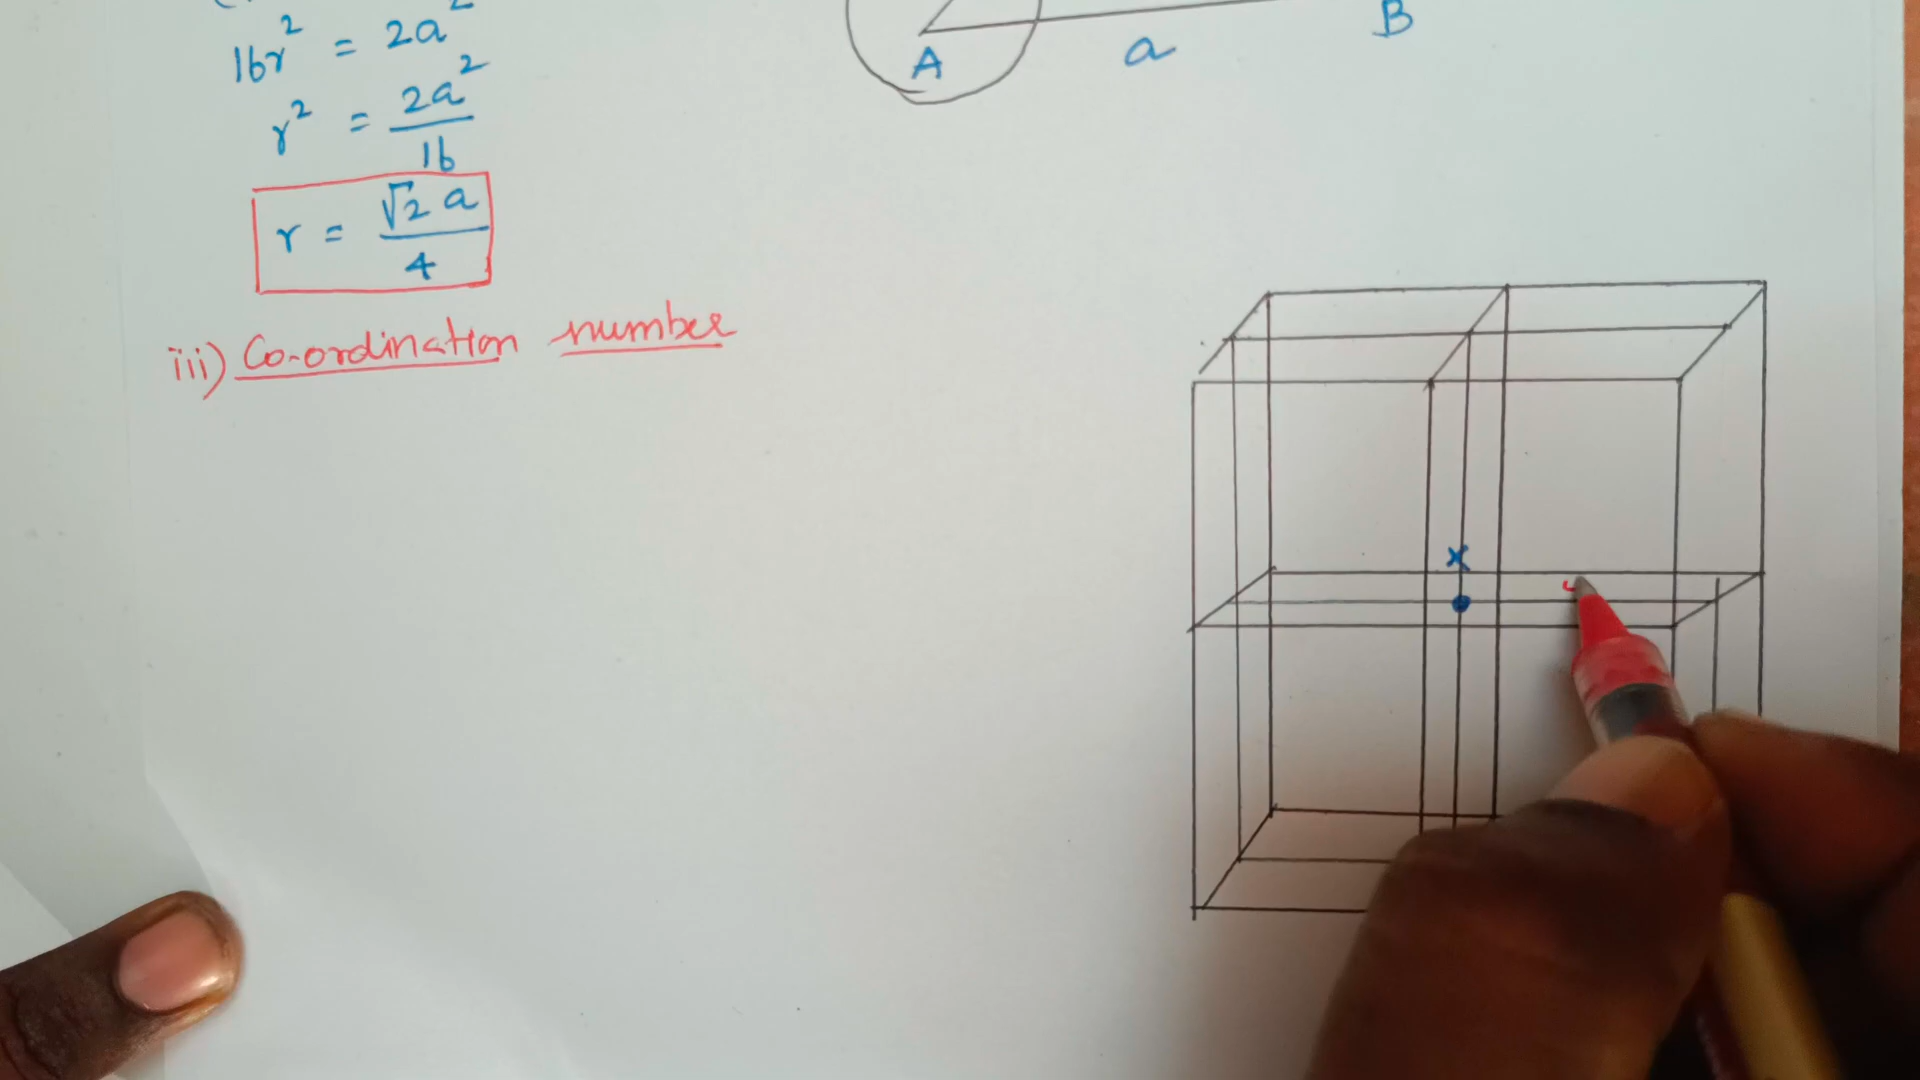 16r² = 2a²
r² = 2a²/16
r = √2 a/4
iii) Co-ordination number
A
a
B
x